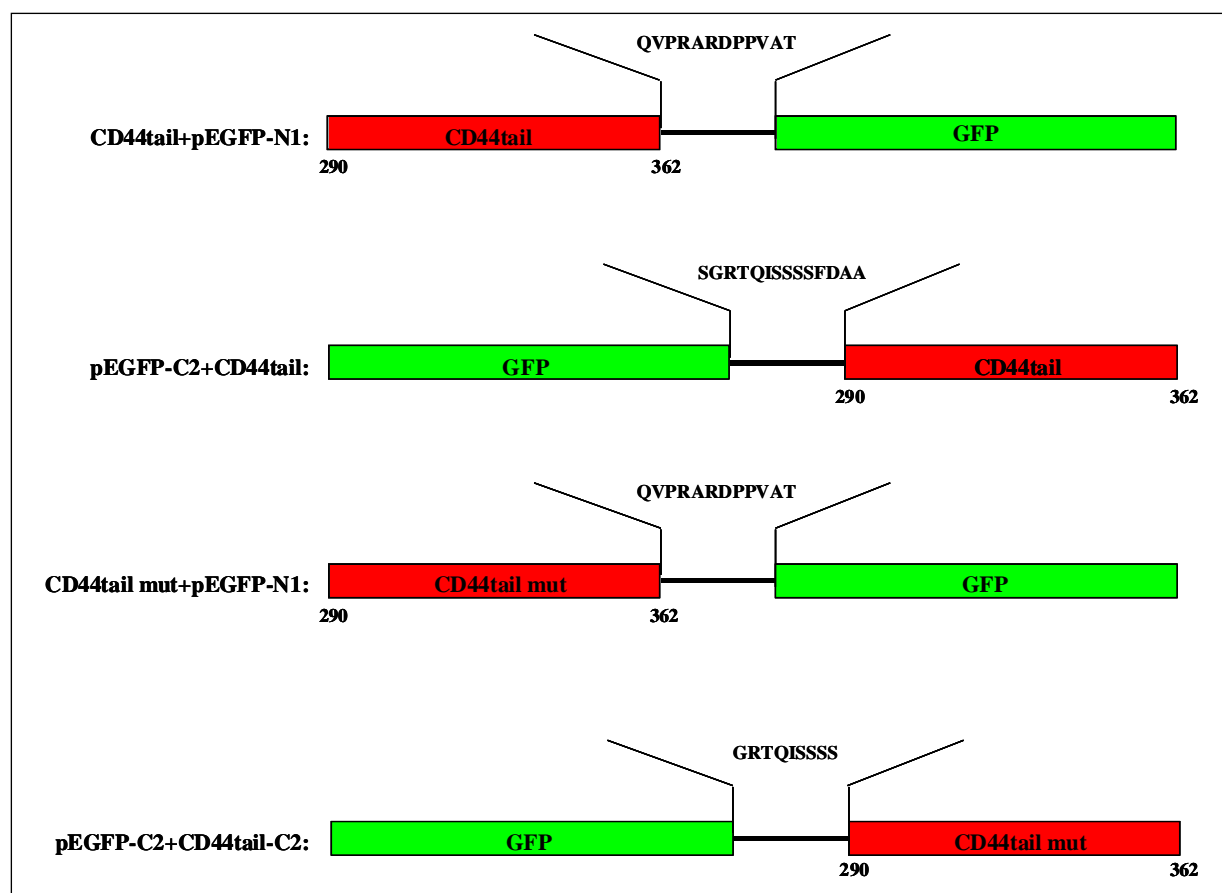 QVPRARDPPVAT
CD44tail+pEGFP-N1: CD44tail GFP
290 362
SGRTQISSSSFDAA
pEGFP-C2+CD44tail: GFP CD44tail
290 362
QVPRARDPPVAT
CD44tail mut+pEGFP-N1: CD44tail mut GFP
290 362
GRTQISSSS
pEGFP-C2+CD44tail-C2: GFP CD44tail mut
290 362